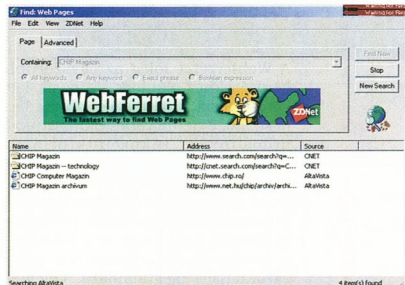 Find: Web Pages
File Edit View ZDNet Help
Page Advanced
Containing: CHIP Magazin
Find Now
All keywords Any keyword Exact phrase Boolean expression
Stop
New Search
WebFerret
The fastest way to find Web Pages
ZDNet
Name Address Source
CHIP Magazin http://www.search.com/search?q=... CNET
CHIP Magazin -- technology http://cnet.search.com/search?q=C... CNET
CHIP Computer Magazin http://www.chip.ro/ AltaVista
CHIP Magazin archivum http://www.net.hu/chip/archiv/archi... AltaVista
Searching AltaVista 4 item(s) found